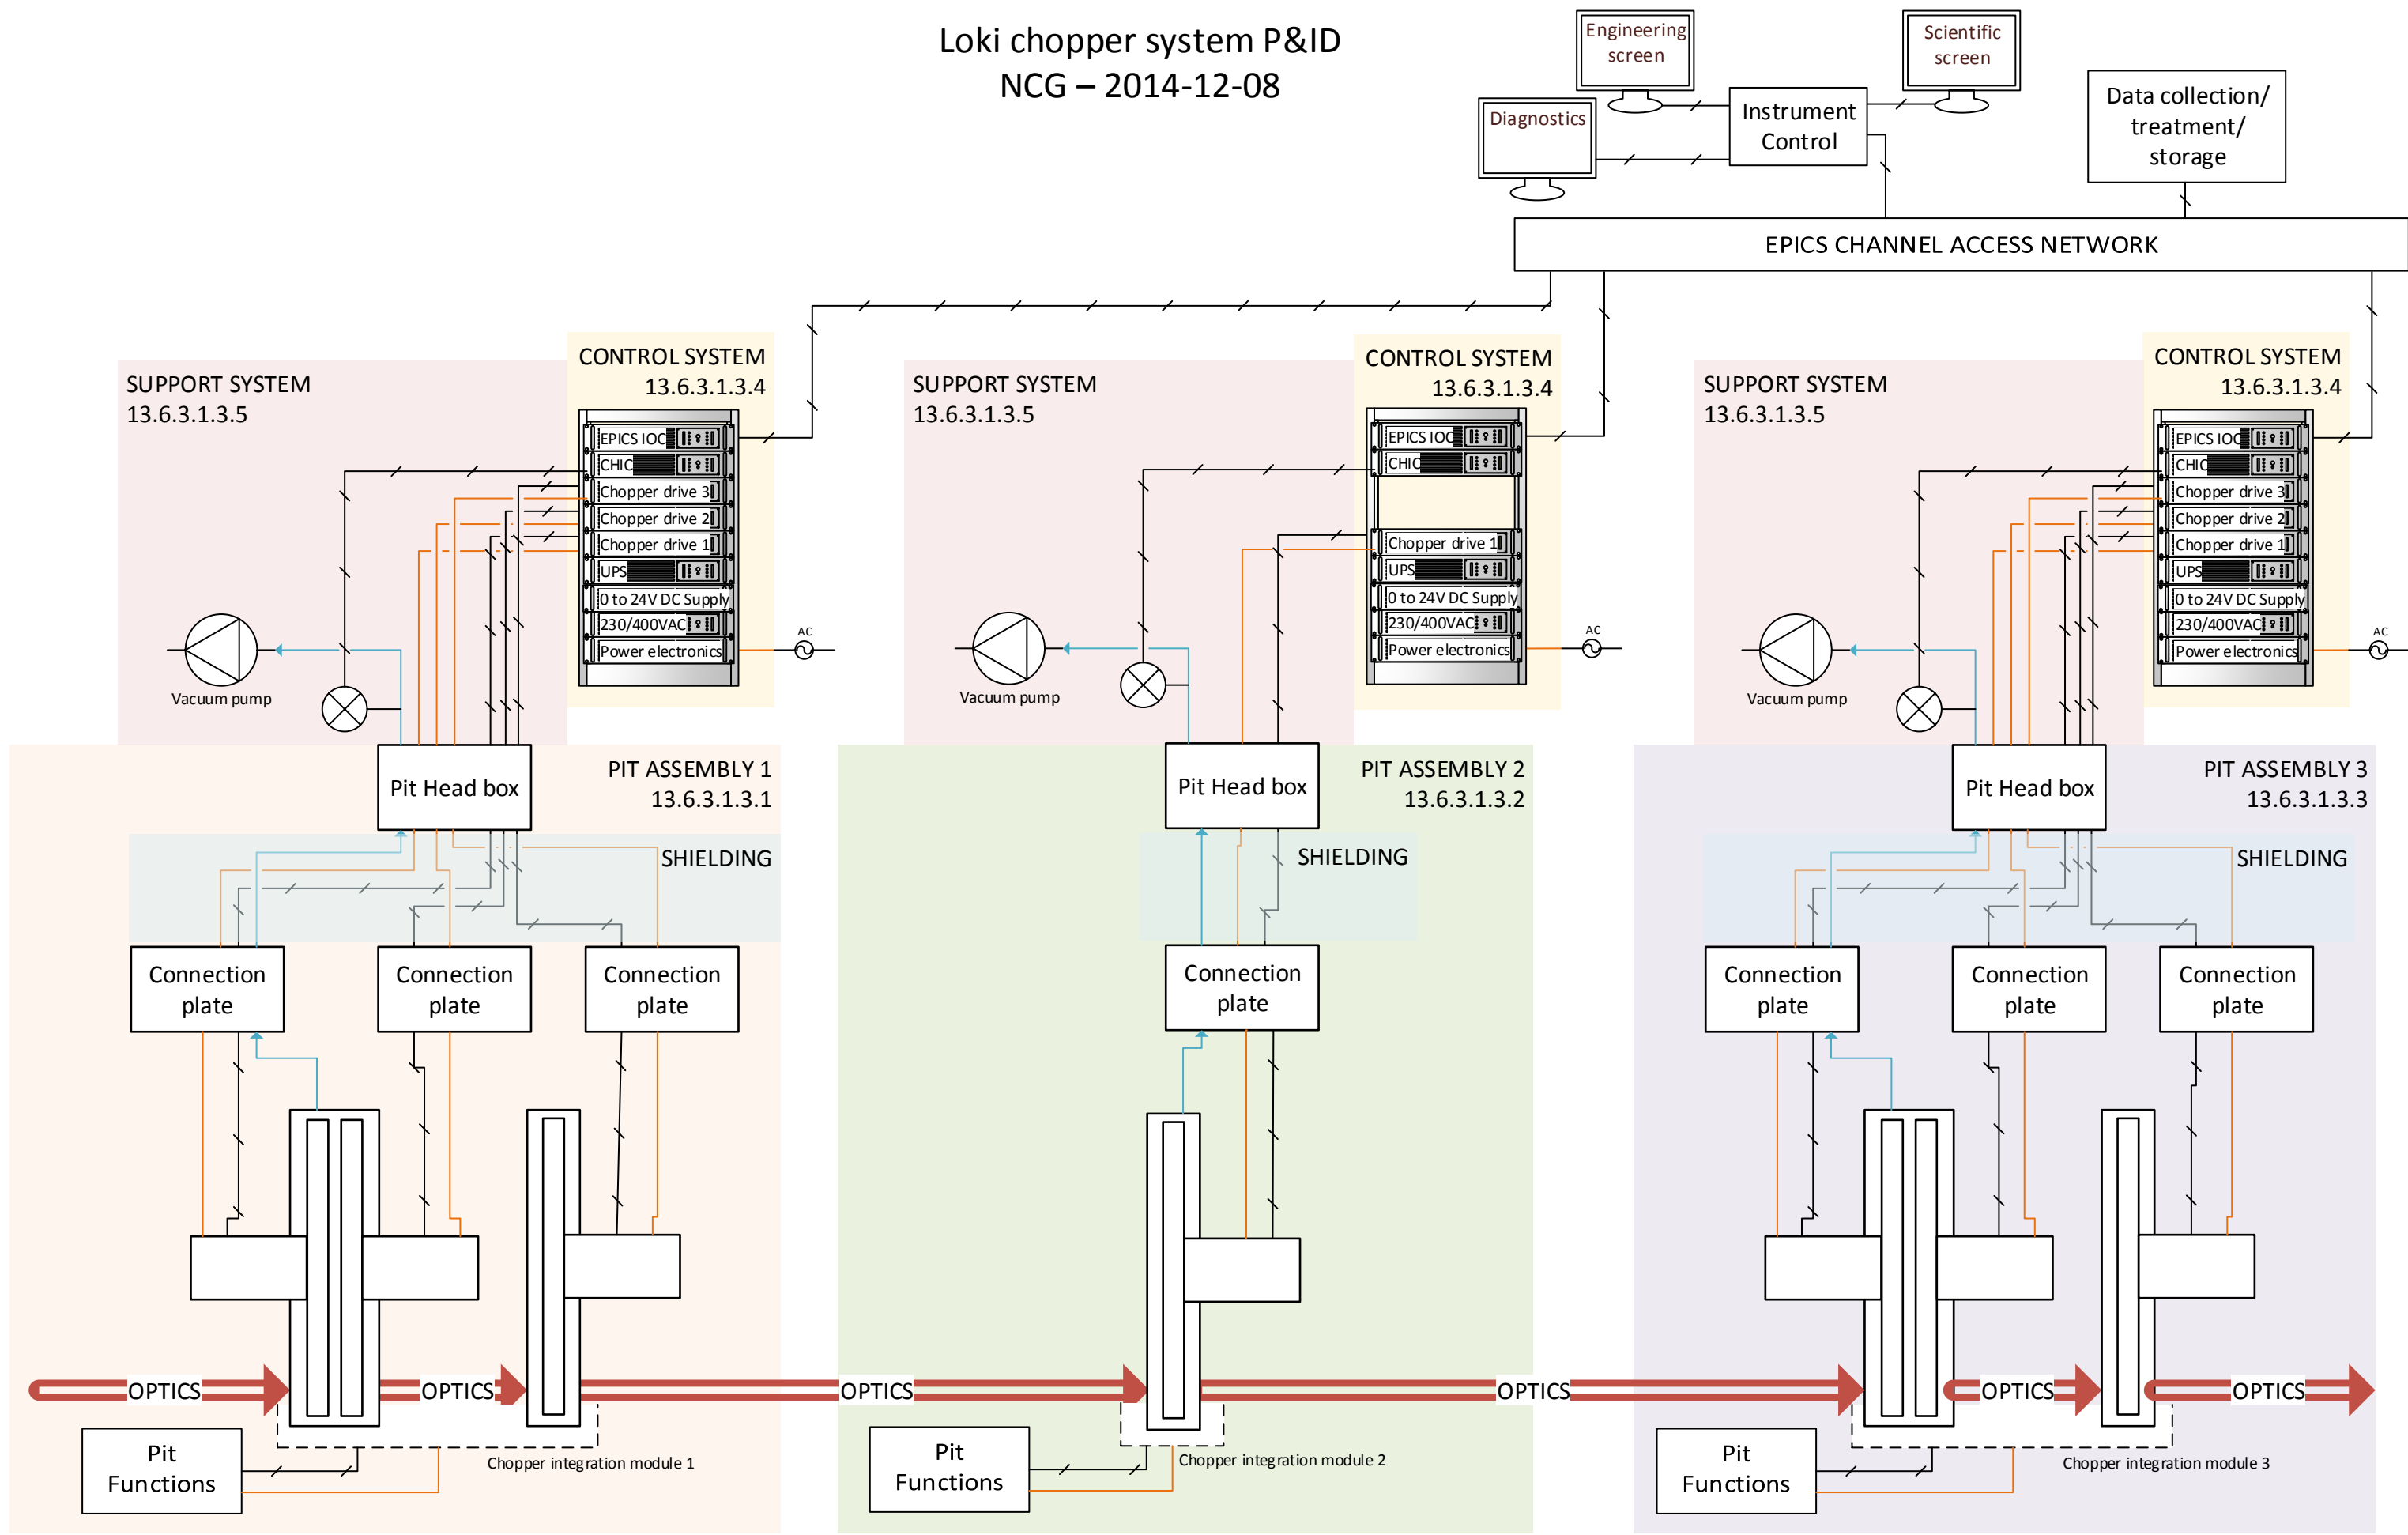 Loki chopper system P&ID
NCG – 2014-12-08
Engineering
screen
Scientific
screen
Diagnostics
Instrument
Control
Data collection/
treatment/
storage
EPICS CHANNEL ACCESS NETWORK
SUPPORT SYSTEM
13.6.3.1.3.5
CONTROL SYSTEM
13.6.3.1.3.4
EPICS IOC
CHIC
Chopper drive 3
Chopper drive 2
Chopper drive 1
UPS
0 to 24V DC Supply
230/400VAC
Power electronics
AC
Vacuum pump
SUPPORT SYSTEM
13.6.3.1.3.5
CONTROL SYSTEM
13.6.3.1.3.4
EPICS IOC
CHIC
Chopper drive 1
UPS
0 to 24V DC Supply
230/400VAC
Power electronics
AC
Vacuum pump
SUPPORT SYSTEM
13.6.3.1.3.5
CONTROL SYSTEM
13.6.3.1.3.4
EPICS IOC
CHIC
Chopper drive 3
Chopper drive 2
Chopper drive 1
UPS
0 to 24V DC Supply
230/400VAC
Power electronics
AC
Vacuum pump
Pit Head box
PIT ASSEMBLY 1
13.6.3.1.3.1
SHIELDING
Connection
plate
Connection
plate
Connection
plate
OPTICS
OPTICS
Pit
Functions
Chopper integration module 1
Pit Head box
PIT ASSEMBLY 2
13.6.3.1.3.2
SHIELDING
Connection
plate
OPTICS
OPTICS
Pit
Functions
Chopper integration module 2
Pit Head box
PIT ASSEMBLY 3
13.6.3.1.3.3
SHIELDING
Connection
plate
Connection
plate
Connection
plate
OPTICS
OPTICS
Pit
Functions
Chopper integration module 3